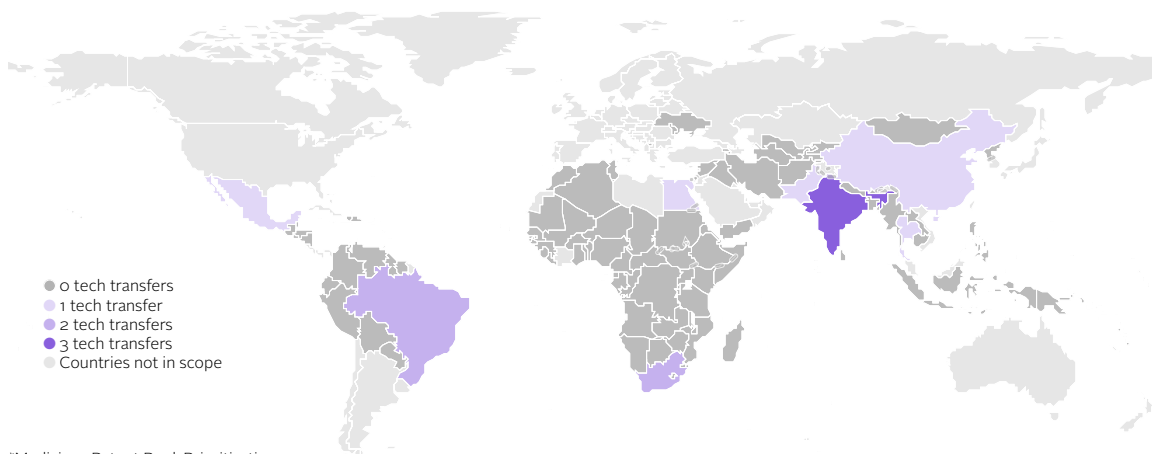 0 tech transfers
1 tech transfer
2 tech transfers
3 tech transfers
Countries not in scope